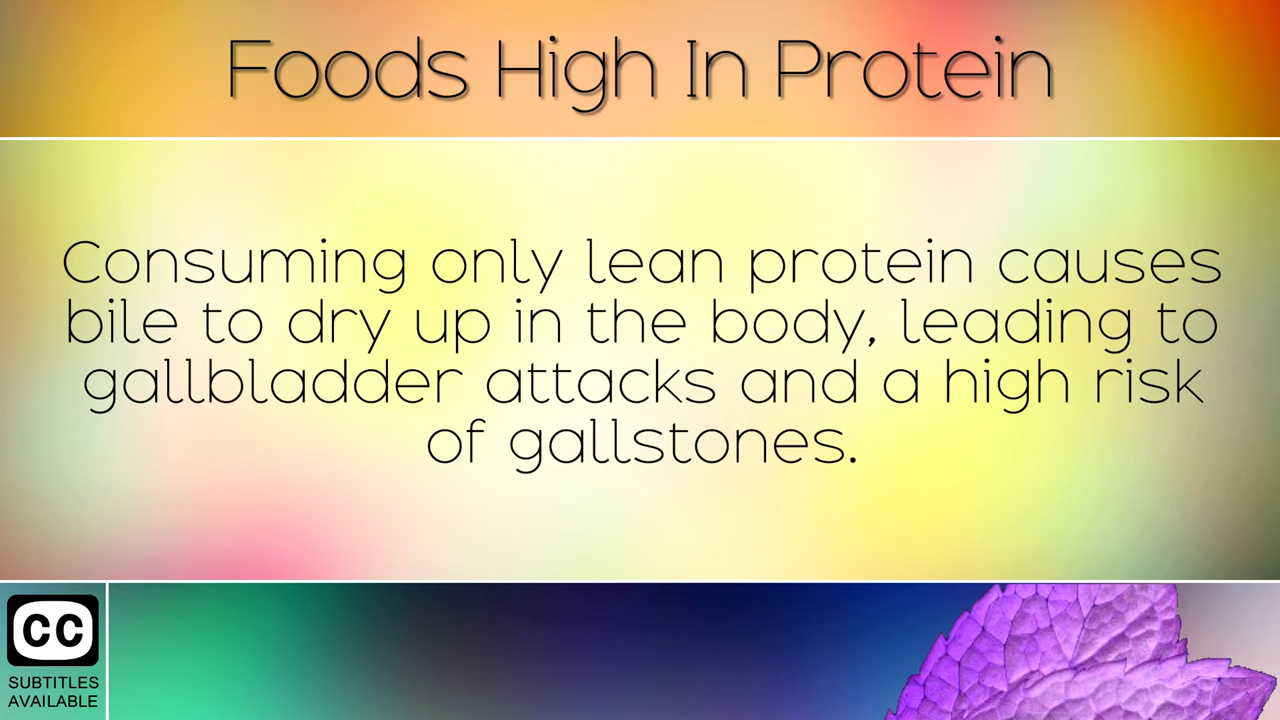 Foods High In Protein
Consuming only lean protein causes
bile to dry up in the body, leading to
gallbladder attacks and a high risk
of gallstones.
CC
SUBTITLES
AVAILABLE